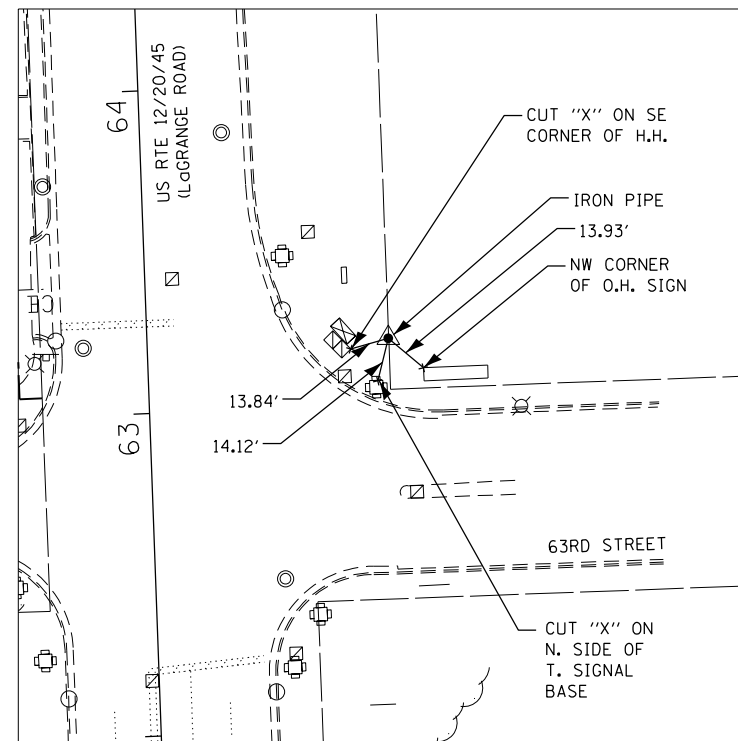 64
US RTE 12/20/45
(LaGRANGE ROAD)
CUT "X" ON SE
CORNER OF H.H.
IRON PIPE
13.93'
NW CORNER
OF O.H. SIGN
13.84'
63
14.12'
63RD STREET
CUT "X" ON
N. SIDE OF
T. SIGNAL
BASE